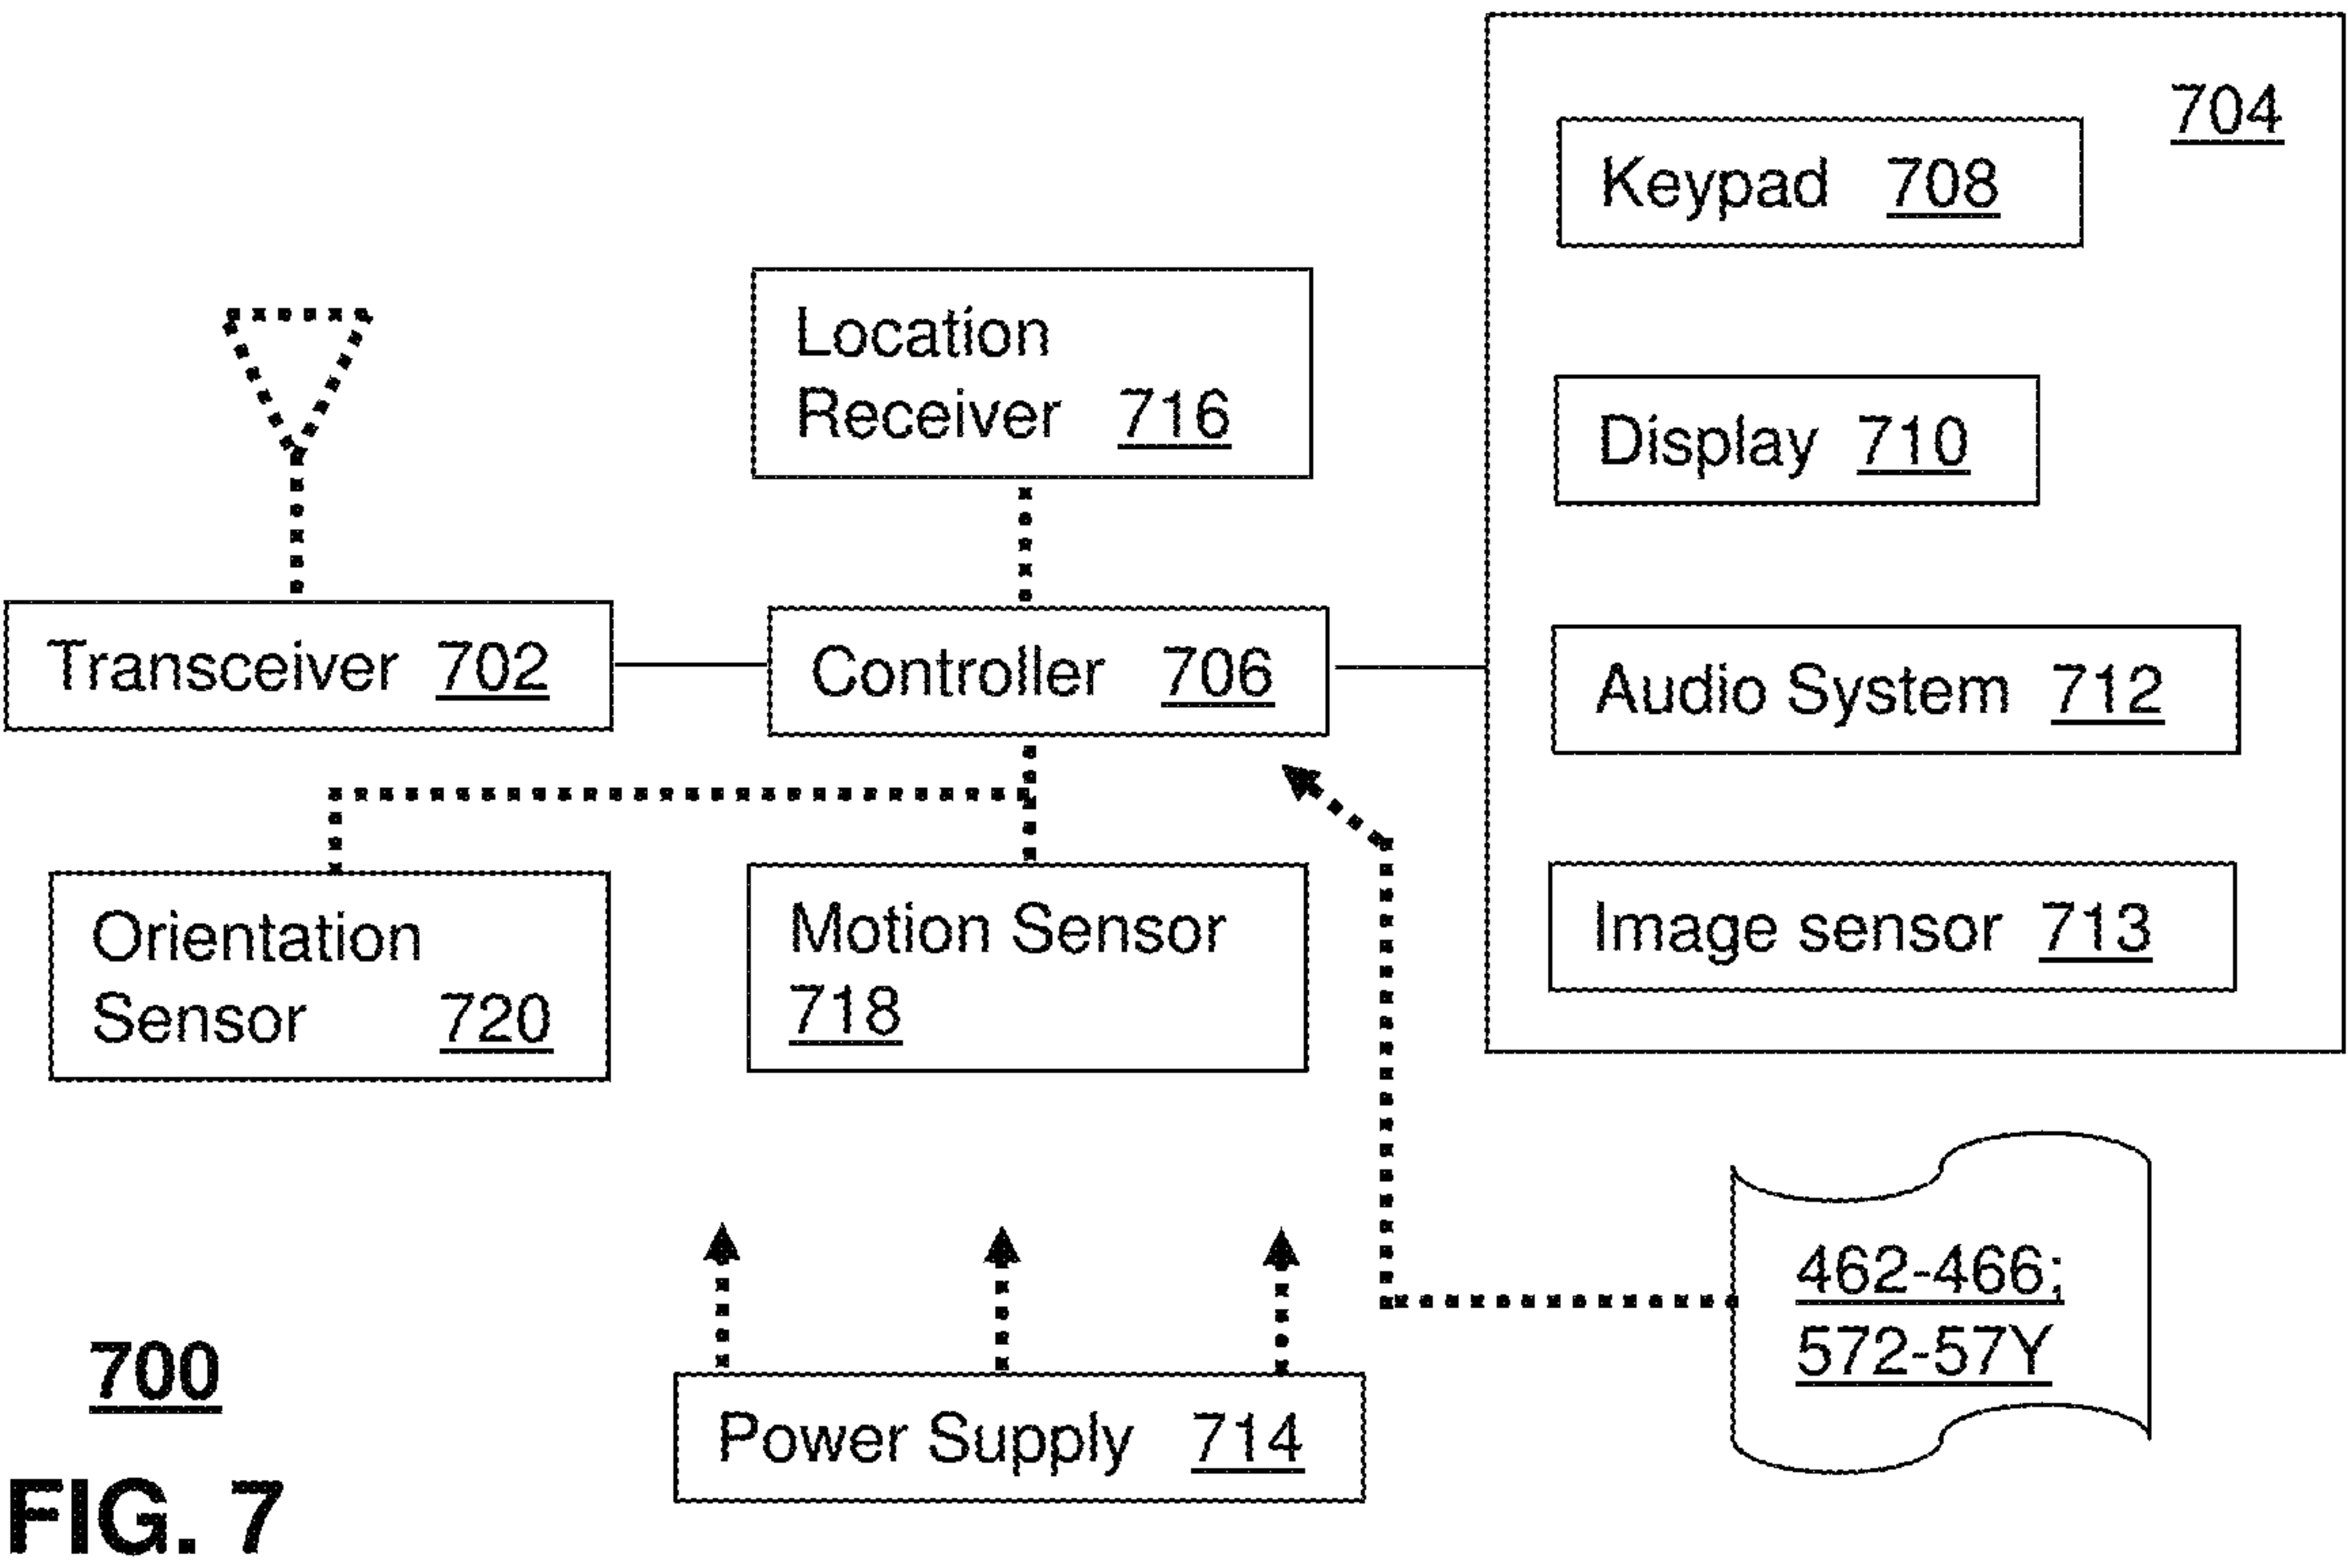 704
Keypad 708
Location
Receiver 716
Display 710
Transceiver 702
Controller 706
Audio System 712
Orientation
Sensor 720
Motion Sensor
718
Image sensor 713
462-466;
572-57Y
700
Power Supply 714
FIG. 7